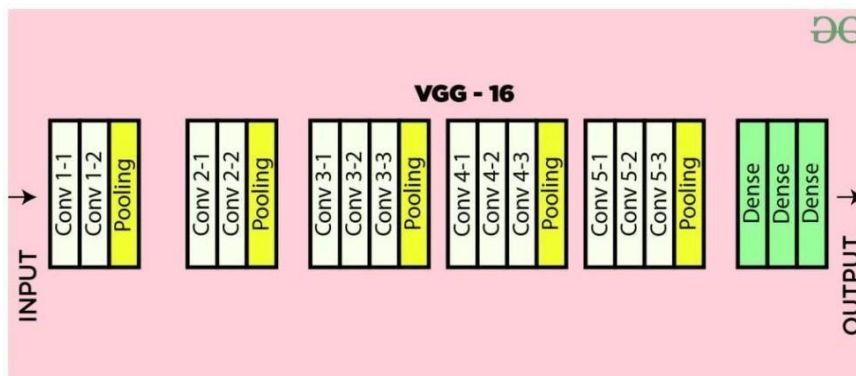 VGG - 16
INPUT
Conv 1-1
Conv 1-2
Pooling
Conv 2-1
Conv 2-2
Pooling
Conv 3-1
Conv 3-2
Conv 3-3
Pooling
Conv 4-1
Conv 4-2
Conv 4-3
Pooling
Conv 5-1
Conv 5-2
Conv 5-3
Pooling
Dense
Dense
Dense
OUTPUT